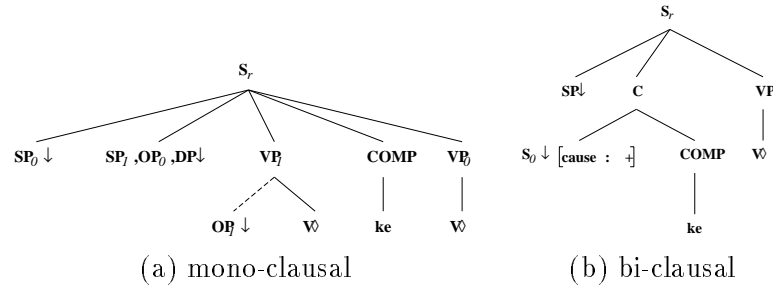 S_r
SP_0 ↓ SP_1 ,OP_0 ,DP↓ VP_1 COMP VP_0
OP_1 ↓ V◊ ke V◊
(a) mono-clausal
S_r
SP↓ C VP
S_0 ↓ [cause : +] COMP V◊
ke
(b) bi-clausal